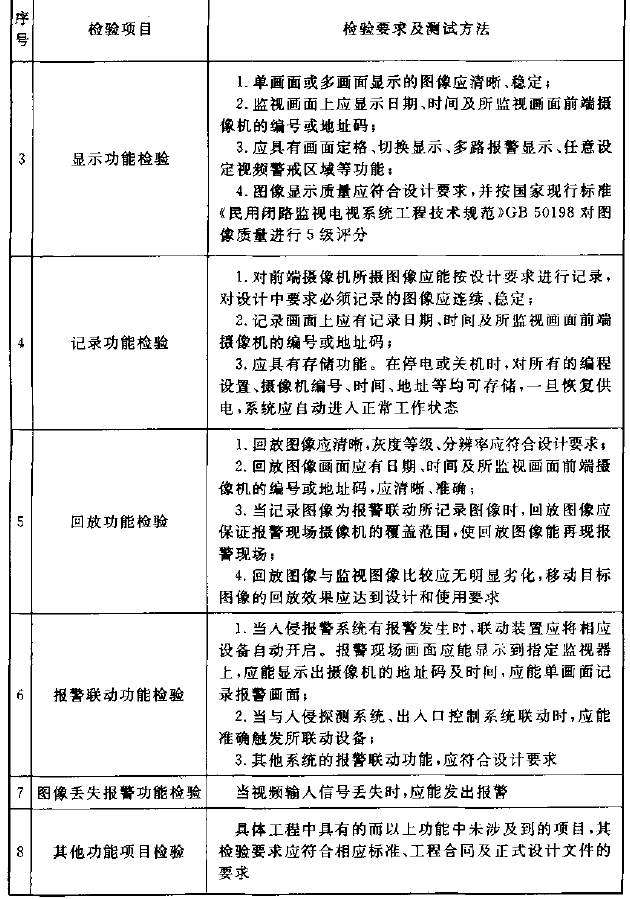 序号 检验项目 检验要求及测试方法
3 显示功能检验
1. 单画面或多画面显示的图像应清晰、稳定；
2. 监视画面上应显示日期、时间及所监视画面前端摄
像机的编号或地址码；
3. 应具有画面定格、切换显示、多路报警显示、任意设
定视频警戒区域等功能；
4. 图像显示质量应符合设计要求，并按国家现行标准
《民用闭路监视电视系统工程技术规范》GB 50198 对图
像质量进行 5 级评分
4 记录功能检验
1. 对前端摄像机所摄图像应能按设计要求进行记录，
对设计中要求必须记录的图像应连续、稳定；
2. 记录画面上应有记录日期、时间及所监视画面前端
摄像机的编号或地址码；
3. 应具有存储功能。在停电或关机时，对所有的编程
设置、摄像机编号、时间、地址等均可存储，一旦恢复供
电，系统应自动进入正常工作状态
5 回放功能检验
1. 回放图像应清晰，灰度等级、分辨率应符合设计要求；
2. 回放图像画面应有日期、时间及所监视画面前端摄
像机的编号或地址码，应清晰、准确；
3. 当记录图像为报警联动所记录图像时，回放图像应
保证报警现场摄像机的覆盖范围，使回放图像能再现报
警现场；
4. 回放图像与监视图像比较应无明显劣化，移动目标
图像的回放效果应达到设计和使用要求
6 报警联动功能检验
1. 当入侵报警系统有报警发生时，联动装置应将相应
设备自动开启。报警现场画面应能显示到指定监视器
上，应能显示出摄像机的地址码及时间，应能单画面记
录报警画面；
2. 当与入侵探测系统、出入口控制系统联动时，应能
准确触发所联动设备；
3. 其他系统的报警联动功能，应符合设计要求
7 图像丢失报警功能检验 当视频输入信号丢失时，应能发出报警
8 其他功能项目检验
具体工程中具有的而以上功能中未涉及到的项目，其
检验要求应符合相应标准、工程合同及正式设计文件的
要求